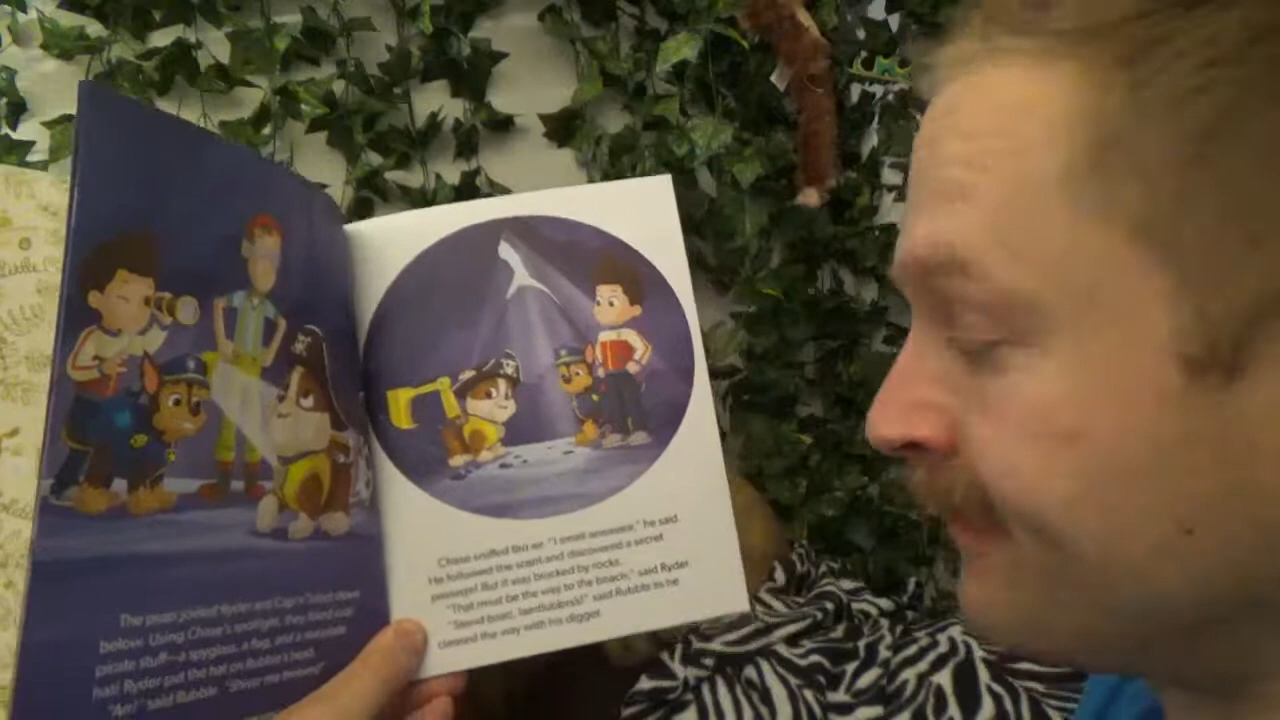 The pups joined Ryder and Cap'n Turbot down
below. Using Chase's spotlight, they found cool
pirate stuff—a spyglass, a flag, and a real pirate
hat! Ryder put the hat on Rubble's head.
"Arr!" said Rubble. "Shiver me timbers!"
Chase sniffed the air. "I smell seawater," he said.
He followed the scent and discovered a secret
passage! But it was blocked by rocks.
"That must be the way to the beach," said Ryder.
"Stand back, landlubbers!" said Rubble as he
cleared the way with his digger.